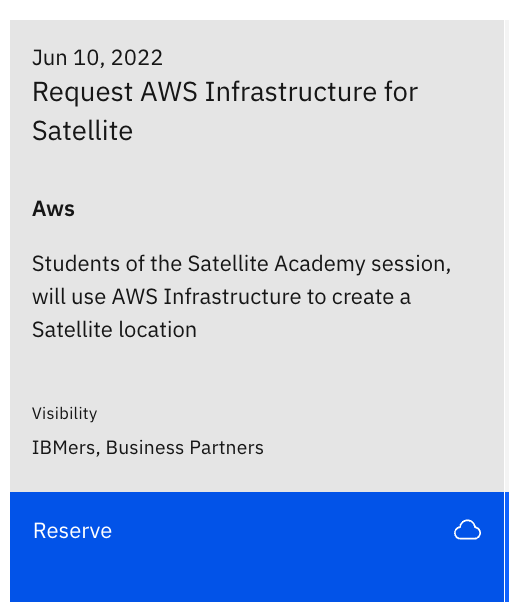 Jun 10, 2022
Request AWS Infrastructure for
Satellite
Aws
Students of the Satellite Academy session,
will use AWS Infrastructure to create a
Satellite location
Visibility
IBMers, Business Partners
Reserve